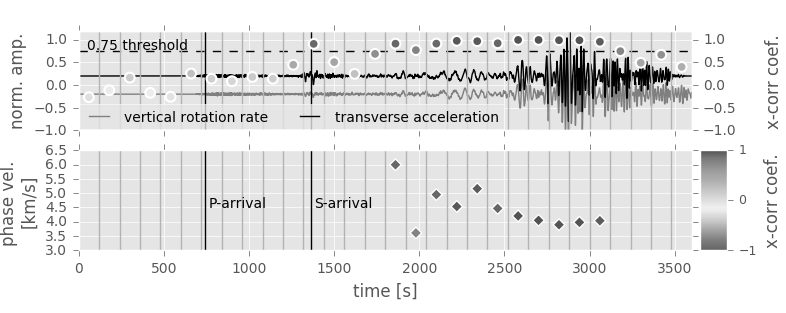 norm. amp.
1.0
0.5
0.0
−0.5
−1.0
0.75 threshold
vertical rotation rate
transverse acceleration
1.0
0.5
0.0
−0.5
−1.0
x-corr coef.
phase vel.
[km/s]
6.5
6.0
5.5
5.0
4.5
4.0
3.5
3.0
P-arrival
S-arrival
1
0
−1
x-corr coef.
0 500 1000 1500 2000 2500 3000 3500
time [s]